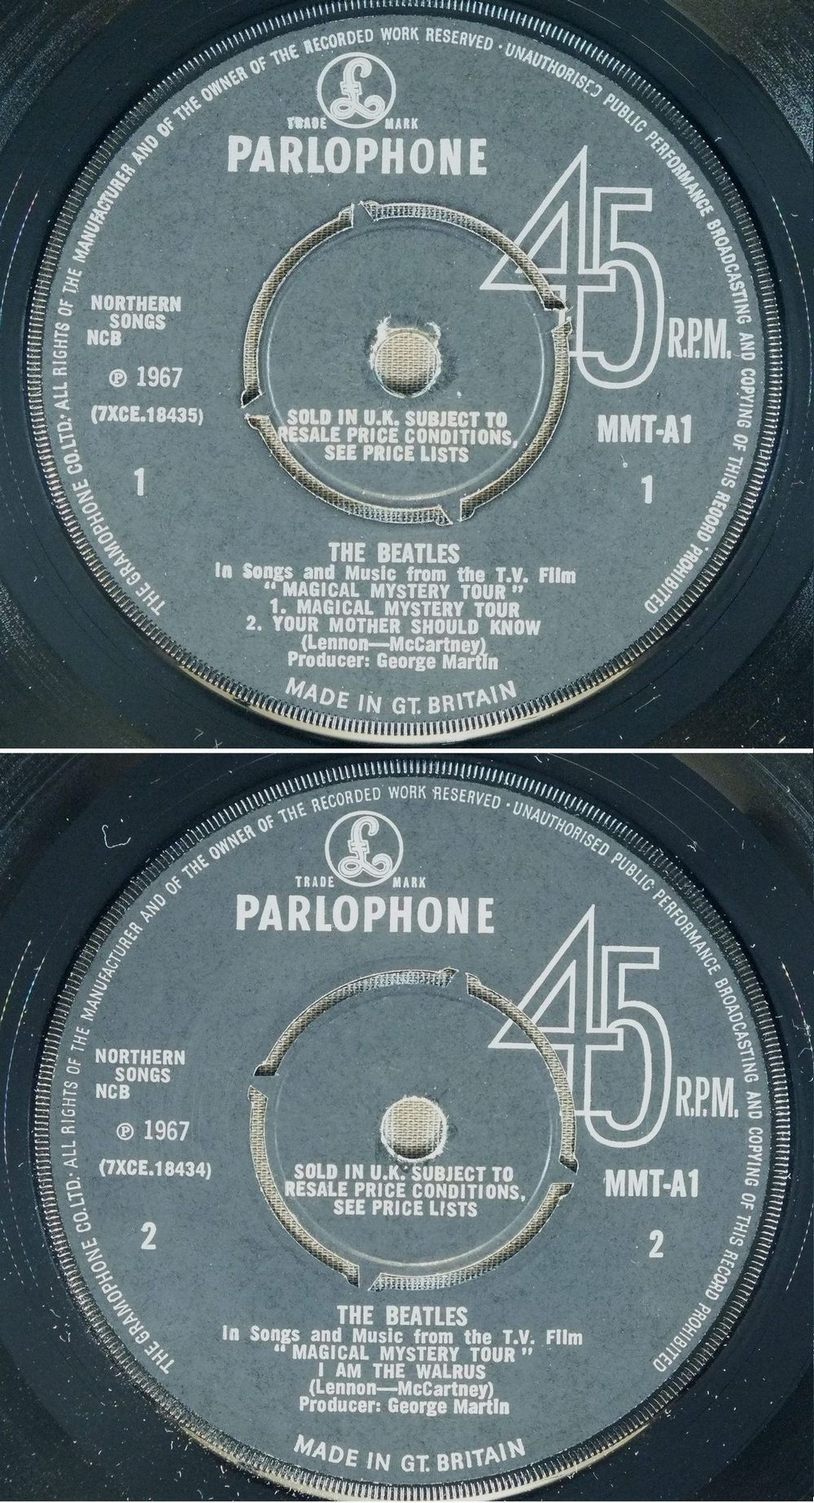 THE GRAMOPHONE CO.LTD. ALL RIGHTS OF THE MANUFACTURER AND OF THE OWNER OF THE RECORDED WORK RESERVED · UNAUTHORISED PUBLIC PERFORMANCE BROADCASTING AND COPYING OF THIS RECORD PROHIBITED
£
TRADE MARK
PARLOPHONE
45
R.P.M.
NORTHERN
SONGS
NCB
℗ 1967
(7XCE.18435)
1
SOLD IN U.K. SUBJECT TO
RESALE PRICE CONDITIONS,
SEE PRICE LISTS
MMT-A1
1
THE BEATLES
In Songs and Music from the T.V. Film
“ MAGICAL MYSTERY TOUR ”
1. MAGICAL MYSTERY TOUR
2. YOUR MOTHER SHOULD KNOW
(Lennon—McCartney)
Producer: George Martin
MADE IN GT. BRITAIN
THE GRAMOPHONE CO.LTD. ALL RIGHTS OF THE MANUFACTURER AND OF THE OWNER OF THE RECORDED WORK RESERVED · UNAUTHORISED PUBLIC PERFORMANCE BROADCASTING AND COPYING OF THIS RECORD PROHIBITED
£
TRADE MARK
PARLOPHONE
45
R.P.M.
NORTHERN
SONGS
NCB
℗ 1967
(7XCE.18434)
2
SOLD IN U.K. SUBJECT TO
RESALE PRICE CONDITIONS,
SEE PRICE LISTS
MMT-A1
2
THE BEATLES
In Songs and Music from the T.V. Film
“ MAGICAL MYSTERY TOUR ”
I AM THE WALRUS
(Lennon—McCartney)
Producer: George Martin
MADE IN GT. BRITAIN